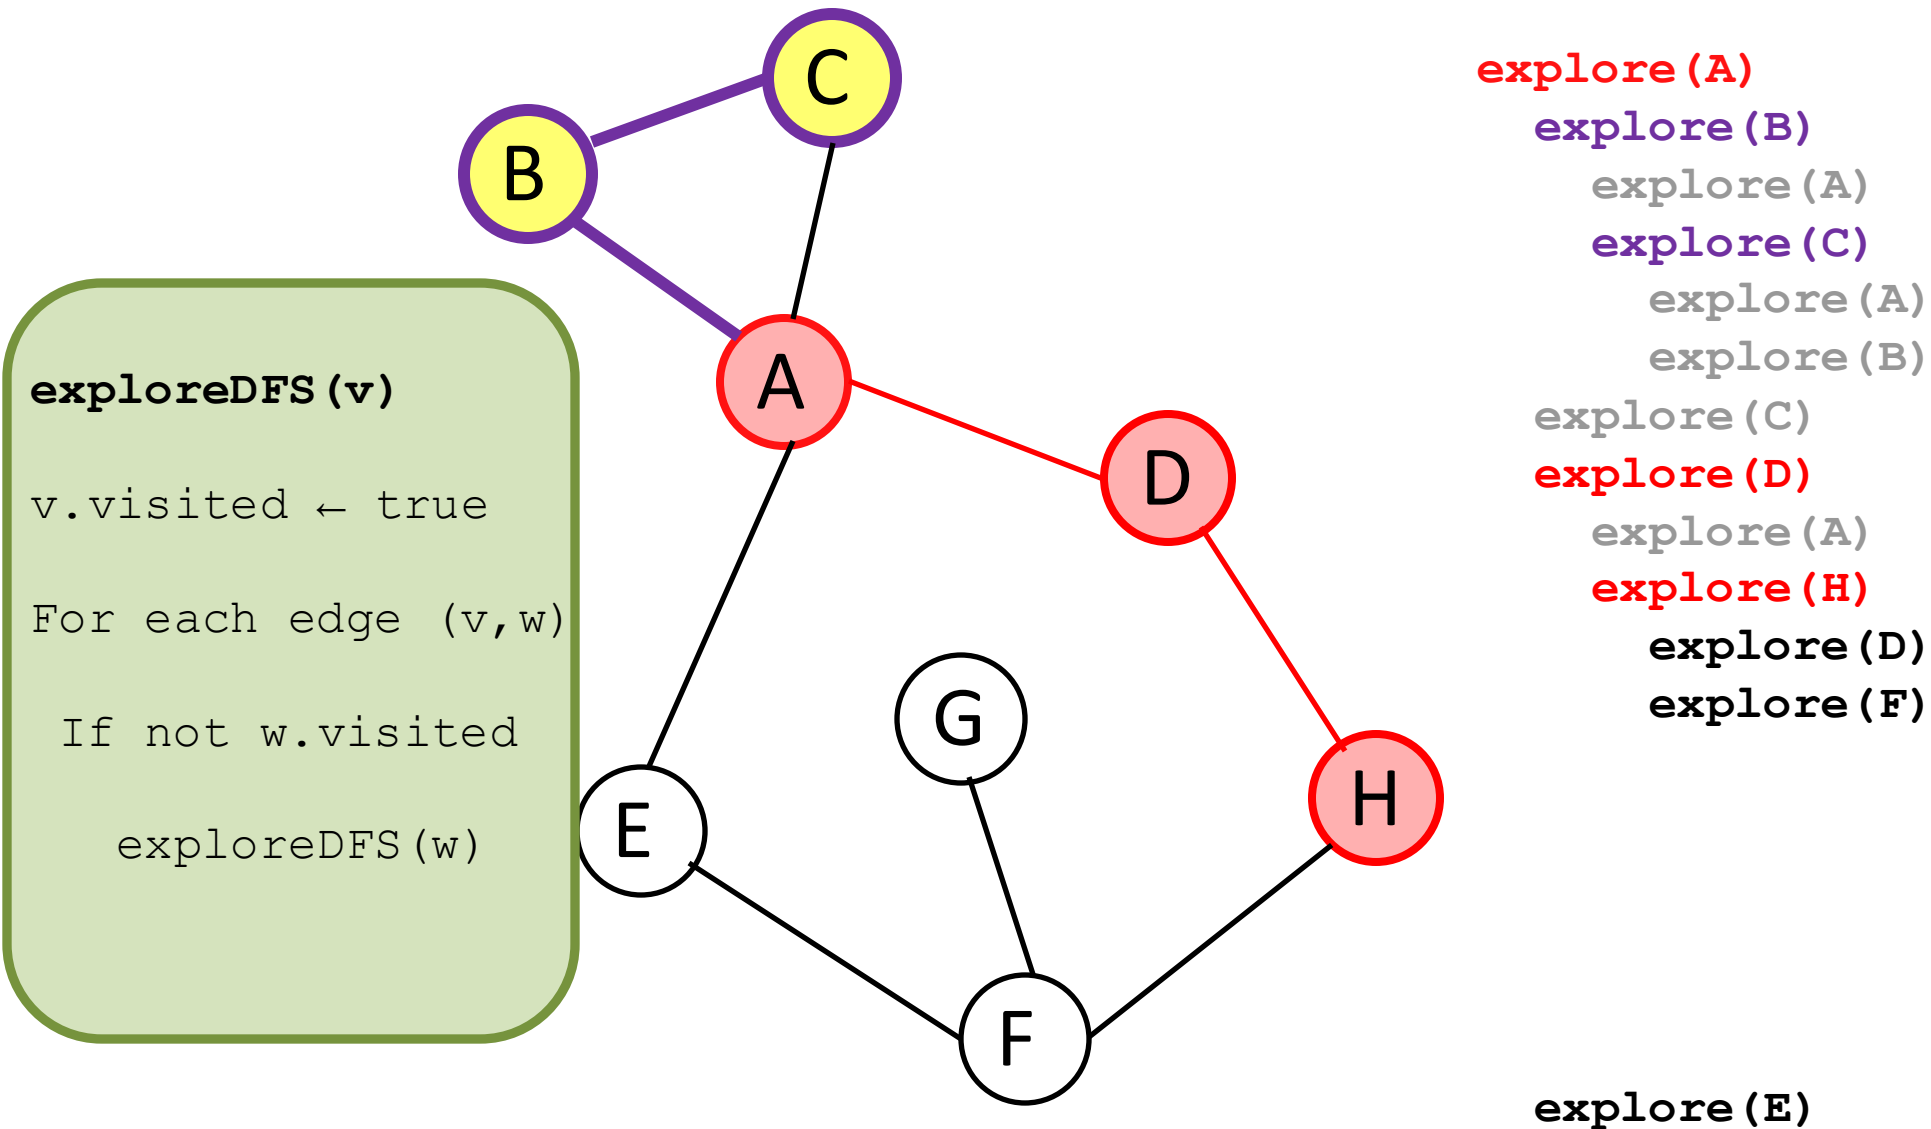 exploreDFS(v)
v.visited ← true
For each edge (v,w)
If not w.visited
exploreDFS(w)
C
B
A
D
G
H
E
F
explore(A)
explore(B)
explore(A)
explore(C)
explore(A)
explore(B)
explore(C)
explore(D)
explore(A)
explore(H)
explore(D)
explore(F)
explore(E)